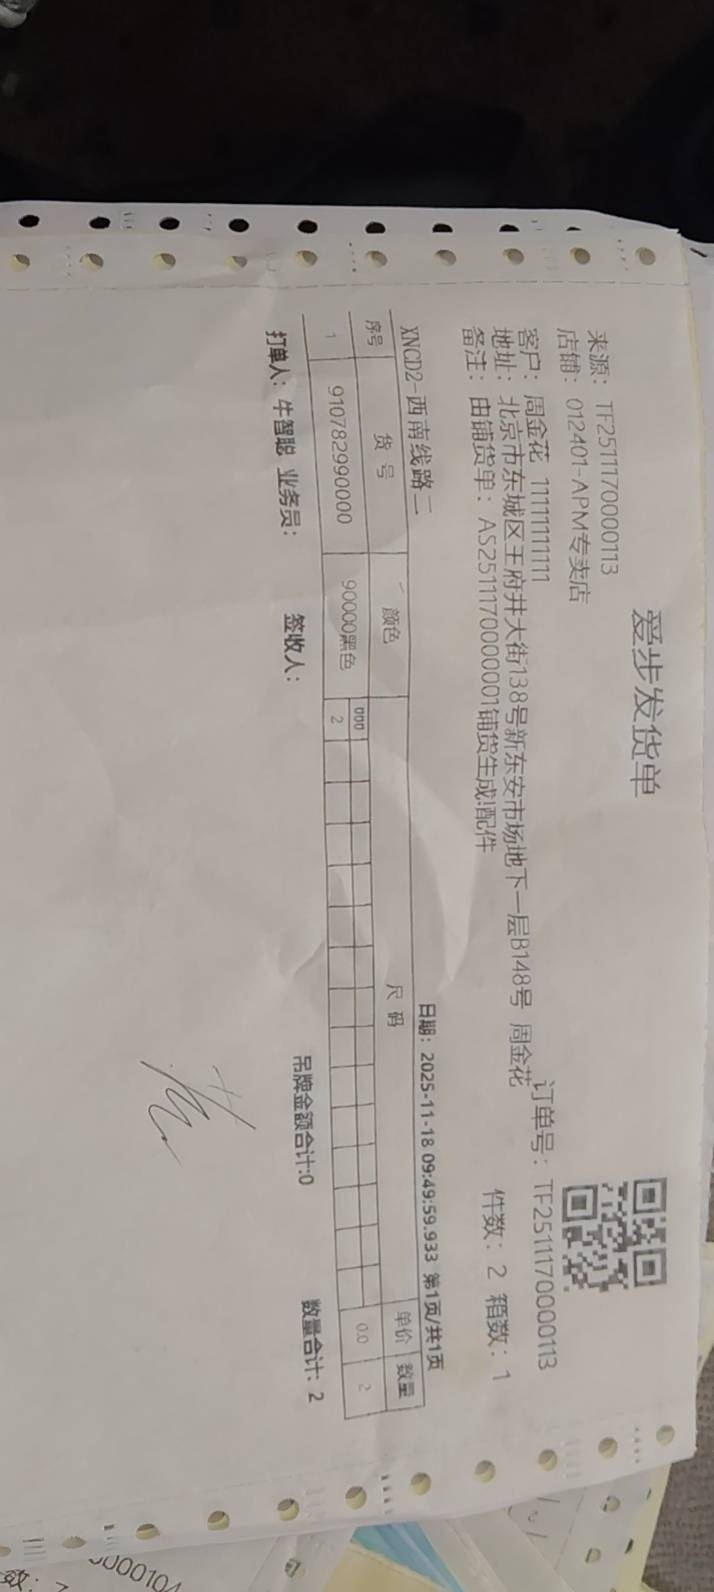 爱步发货单
来源：TF2511170000113
订单号：TF2511170000113
店铺：012401-APM专卖店
客户：周金花 11111111111
件数：2 箱数：1
地址：北京市东城区王府井大街138号新东安市场地下一层B148号 周金花
备注：由铺货单：AS2511170000001铺货生成!配件
XNCD2-西南线路二
日期：2025-11-18 09:49:59.933 第1页/共1页
序号 货号 颜色 尺码 单价 数量
000
1 910782990000 90000黑色 2 0.0 2
打单人：牛智聪 业务员： 签收人： 吊牌金额合计:0 数量合计: 2